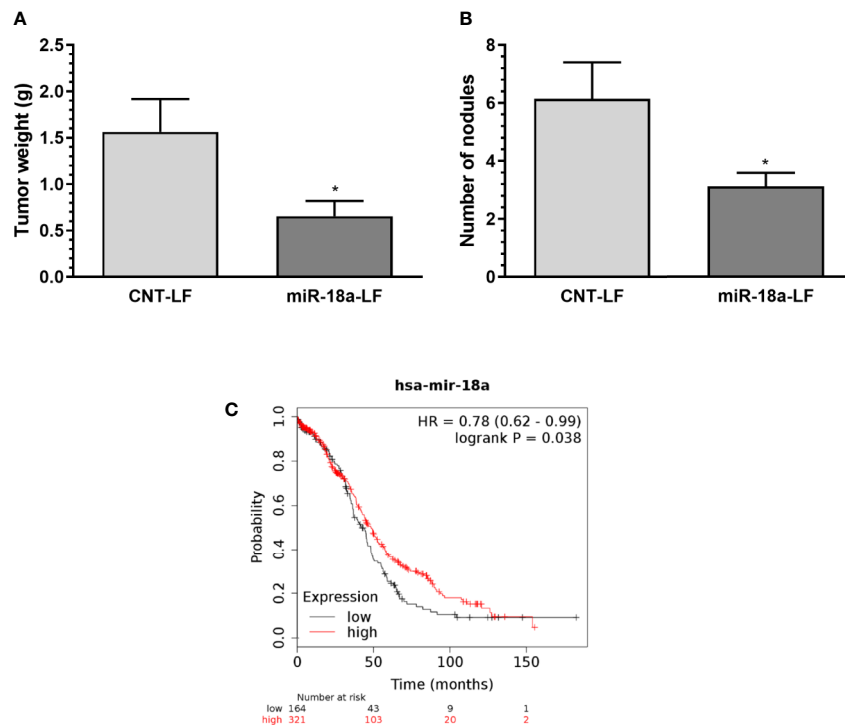 A
Tumor weight (g)
2.5
2.0
1.5
1.0
0.5
0.0
*
CNT-LF
miR-18a-LF
B
Number of nodules
8
6
4
2
0
*
CNT-LF
miR-18a-LF
C
hsa-mir-18a
HR = 0.78 (0.62 - 0.99)
logrank P = 0.038
Probability
1.0
0.8
0.6
0.4
0.2
0.0
Expression
low
high
0 50 100 150
Time (months)
Number at risk
low 164 43 9 1
high 321 103 20 2